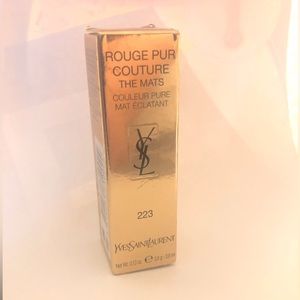 ROUGE PUR
COUTURE
THE MATS
COULEUR PURE
MAT ÉCLATANT
YSL
223
YVESSAINTLAURENT